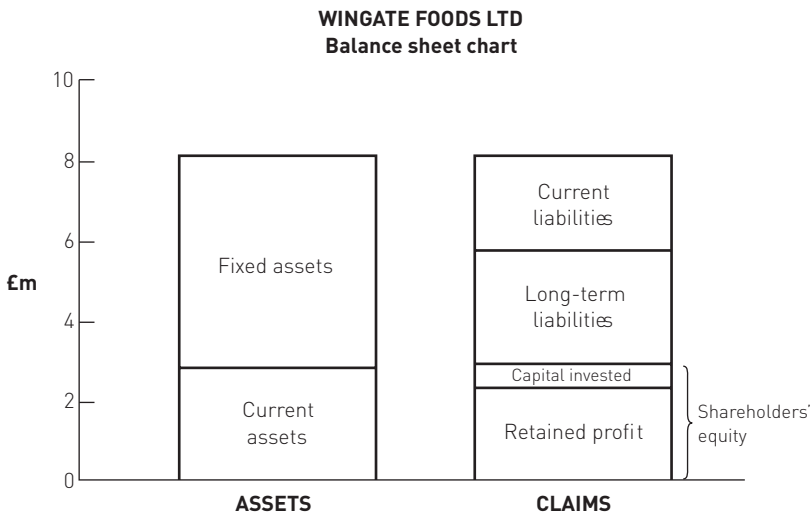 WINGATE FOODS LTD
Balance sheet chart
10
8
6
4
2
0
£m
Fixed assets
Current
assets
Current
liabilities
Long-term
liabilities
Capital invested
Retained profit
Shareholders'
equity
ASSETS
CLAIMS